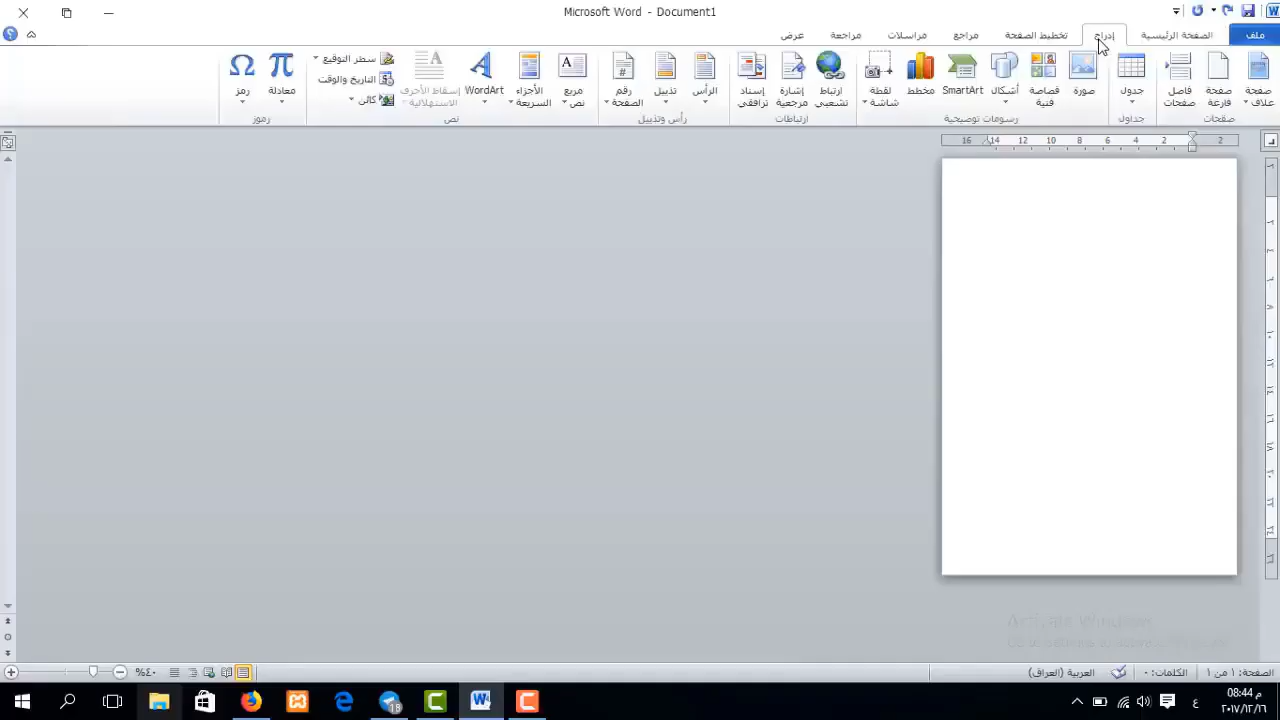 Microsoft Word - Document1
ملف
الصفحة الرئيسية
إدراج
تخطيط الصفحة
مراجع
مراسلات
مراجعة
عرض
صفحة غلاف
صفحة فارغة
فاصل صفحات
جدول
صورة
قصاصة فنية
أشكال
SmartArt
مخطط
لقطة شاشة
ارتباط تشعبي
إشارة مرجعية
إسناد ترافقي
الرأس
تذييل
رقم الصفحة
#
مربع نص
A
الأجزاء السريعة
WordArt
A
إسقاط الأحرف الاستهلالية
سطر التوقيع
التاريخ والوقت
كائن
π
معادلة
Ω
رمز
صفحات
جداول
رسومات توضيحية
ارتباطات
رأس وتذييل
نص
رموز
16 14 12 10 8 6 4 2 2
الصفحة: ١ من ١
الكلمات: ٠
العربية (العراق)
٤٠%
18
ع
08:44 م